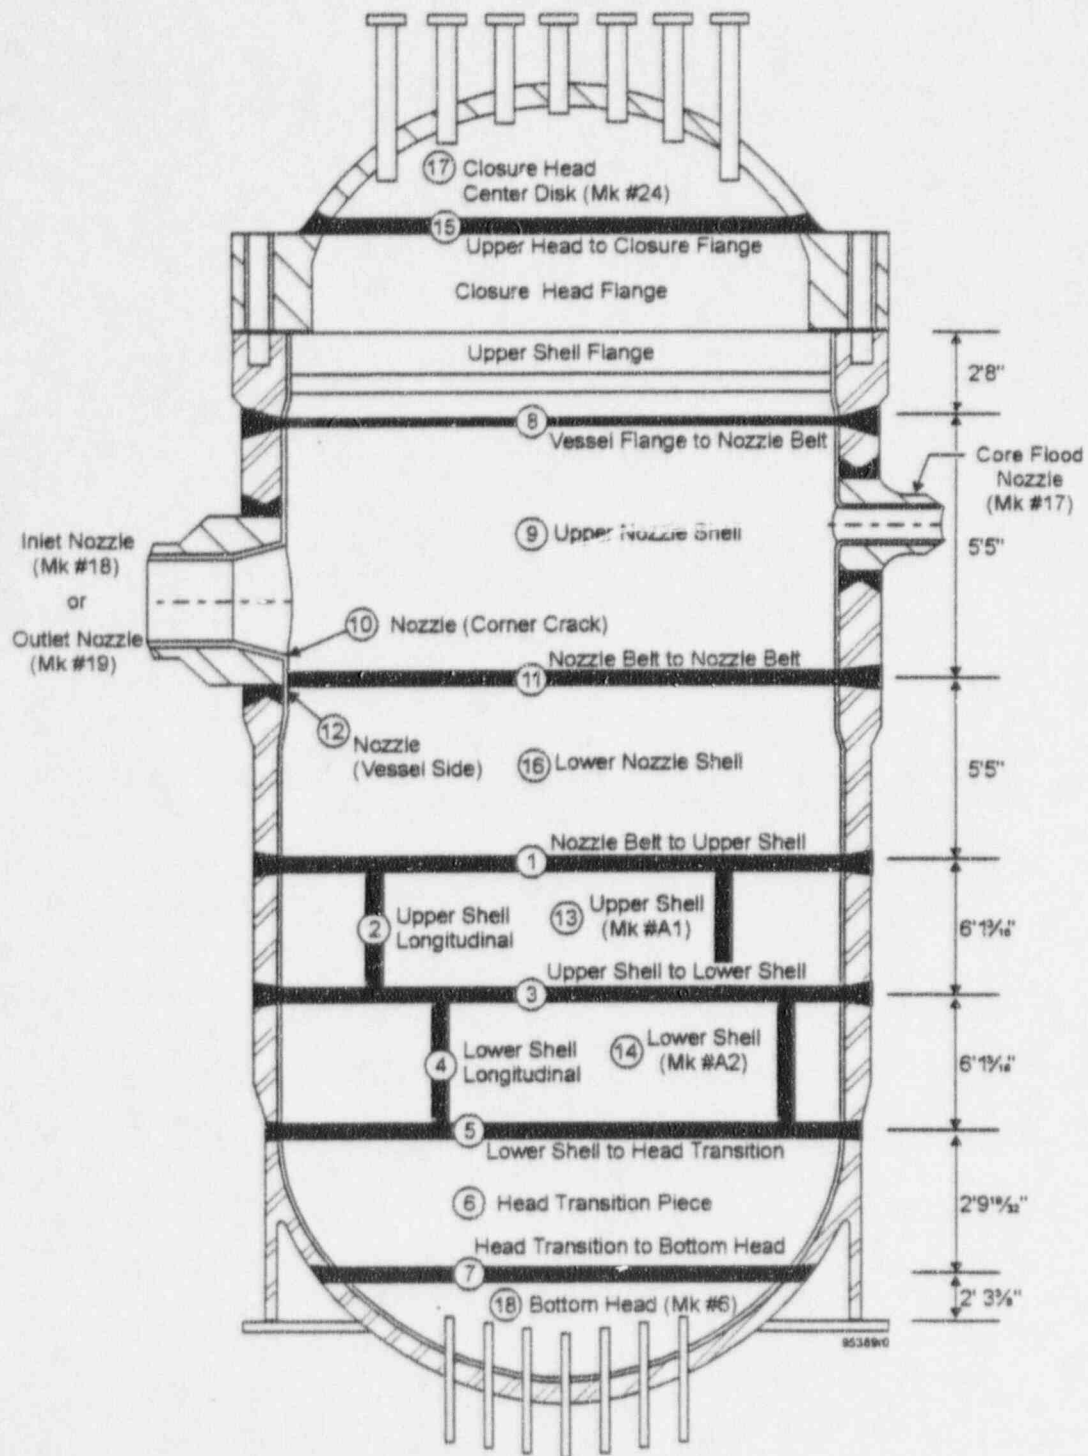 17 Closure Head
Center Disk (Mk #24)
15
Upper Head to Closure Flange
Closure Head Flange
Upper Shell Flange
2'8"
8
Vessel Flange to Nozzle Belt
Core Flood
Nozzle
(Mk #17)
9 Upper Nozzle Shell
5'5"
Inlet Nozzle
(Mk #18)
or
Outlet Nozzle
(Mk #19)
10 Nozzle (Corner Crack)
Nozzle Belt to Nozzle Belt
11
12 Nozzle
(Vessel Side)
16 Lower Nozzle Shell
5'5"
Nozzle Belt to Upper Shell
1
2 Upper Shell
Longitudinal
13 Upper Shell
(Mk #A1)
Upper Shell to Lower Shell
3
4 Lower Shell
Longitudinal
14 Lower Shell
(Mk #A2)
5
Lower Shell to Head Transition
6 Head Transition Piece
Head Transition to Bottom Head
7
18 Bottom Head (Mk #6)